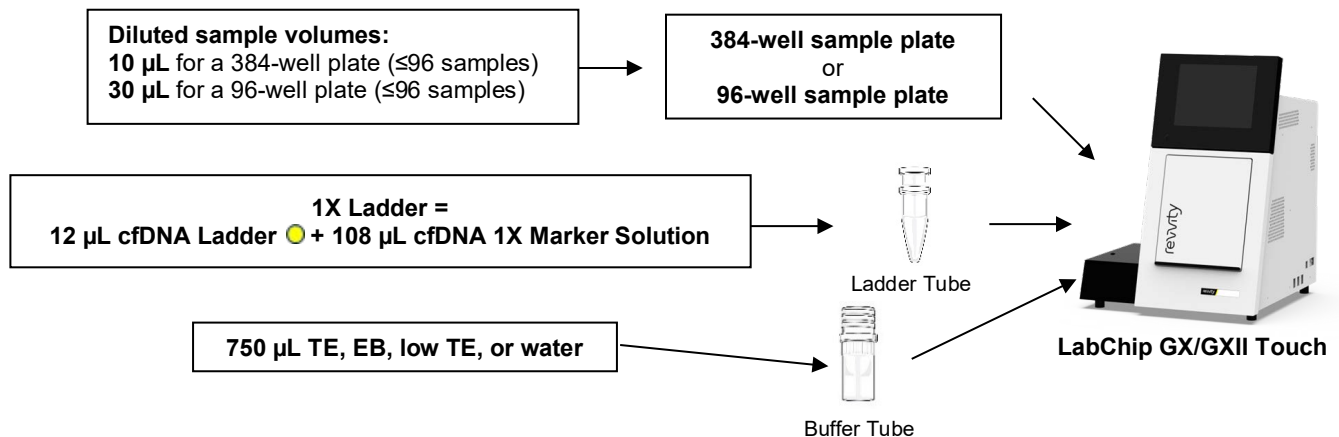 Diluted sample volumes:
10 µL for a 384-well plate (≤96 samples)
30 µL for a 96-well plate (≤96 samples)
384-well sample plate
or
96-well sample plate
1X Ladder =
12 µL cfDNA Ladder + 108 µL cfDNA 1X Marker Solution
Ladder Tube
revvity
LabChip GX/GXII Touch
750 µL TE, EB, low TE, or water
Buffer Tube